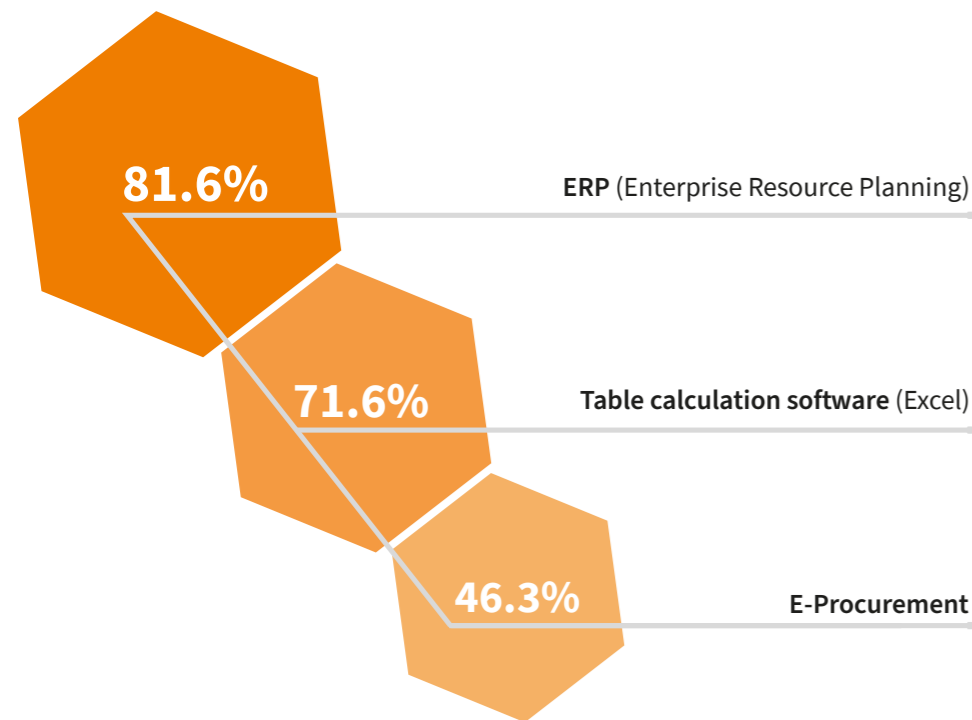 81.6%
ERP (Enterprise Resource Planning)
71.6%
Table calculation software (Excel)
46.3%
E-Procurement